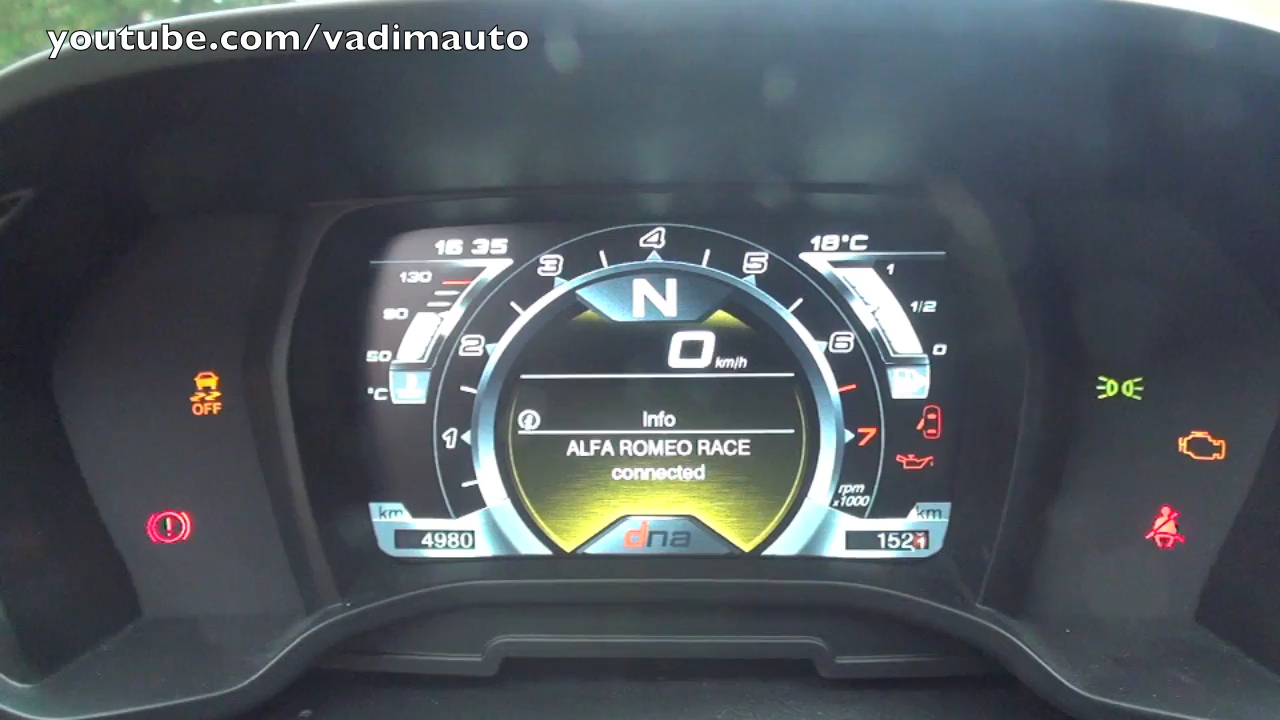 youtube.com/vadimauto
16 35
18°C
130
90
50
°C
1
2
3
4
5
6
7
N
0 km/h
1
1/2
0
Info
ALFA ROMEO RACE
connected
rpm
x1000
OFF
km
4980
dna
km